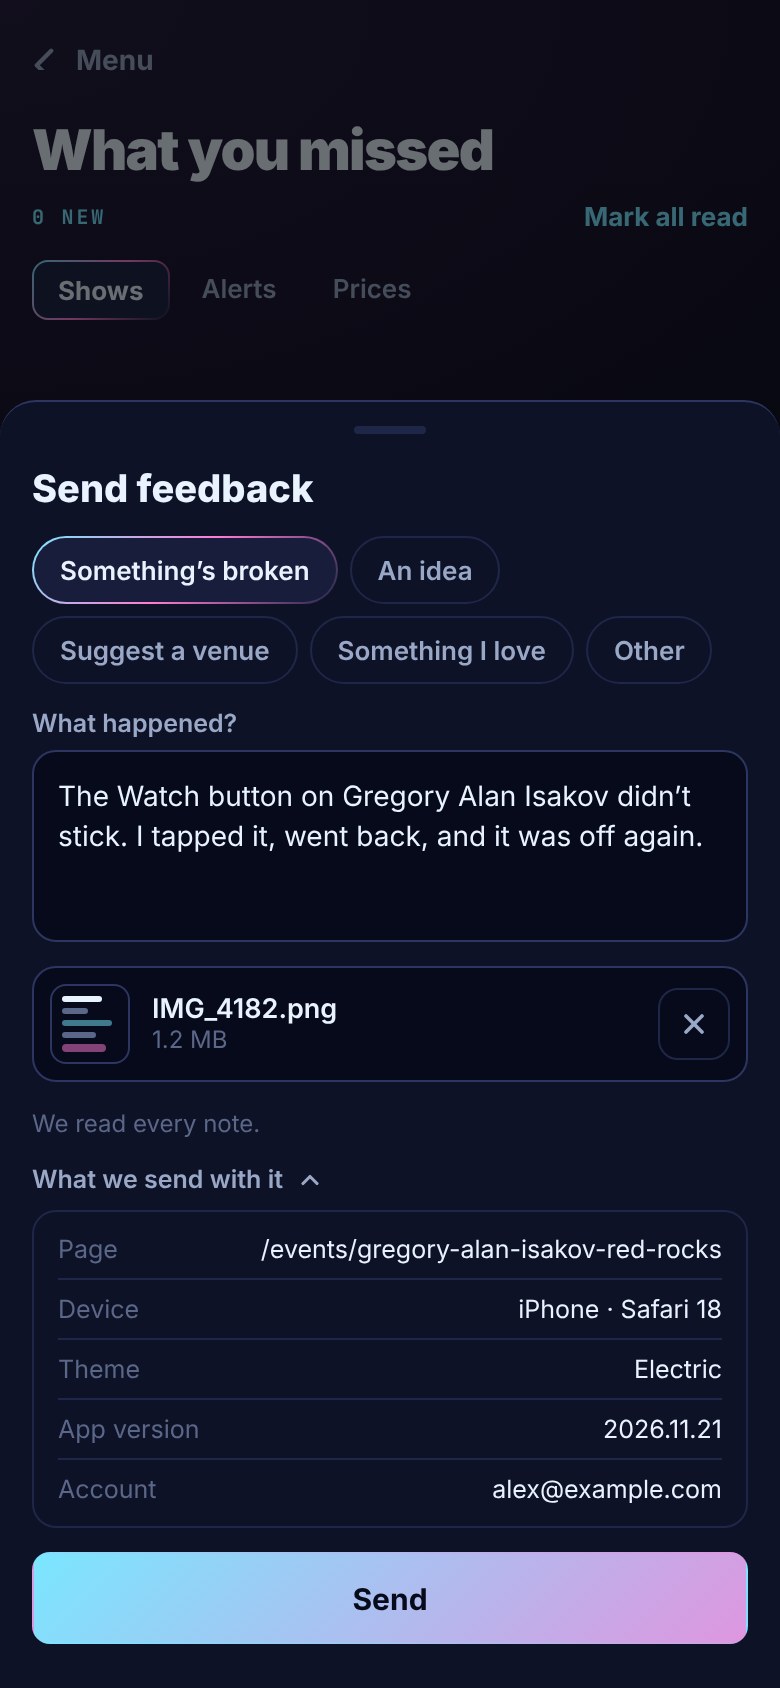 Menu
What you missed
0 NEW
Mark all read
Shows
Alerts
Prices
Send feedback
Something’s broken
An idea
Suggest a venue
Something I love
Other
What happened?
The Watch button on Gregory Alan Isakov didn’t
stick. I tapped it, went back, and it was off again.
IMG_4182.png
1.2 MB
We read every note.
What we send with it
Page
/events/gregory-alan-isakov-red-rocks
Device
iPhone · Safari 18
Theme
Electric
App version
2026.11.21
Account
alex@example.com
Send